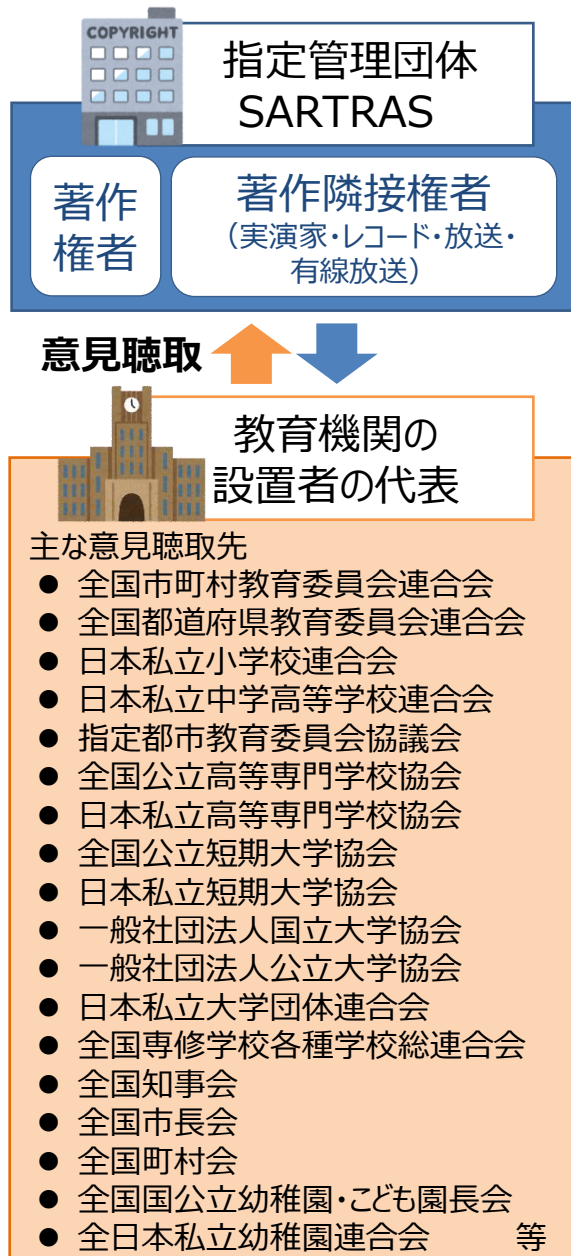 COPYRIGHT
指定管理団体
SARTRAS
著作
権者
著作隣接権者
（実演家・レコード・放送・
有線放送）
意見聴取
教育機関の
設置者の代表
主な意見聴取先
● 全国市町村教育委員会連合会
● 全国都道府県教育委員会連合会
● 日本私立小学校連合会
● 日本私立中学高等学校連合会
● 指定都市教育委員会協議会
● 全国公立高等専門学校協会
● 日本私立高等専門学校協会
● 全国公立短期大学協会
● 日本私立短期大学協会
● 一般社団法人国立大学協会
● 一般社団法人公立大学協会
● 日本私立大学団体連合会
● 全国専修学校各種学校総連合会
● 全国知事会
● 全国市長会
● 全国町村会
● 全国国公立幼稚園・こども園長会
● 全日本私立幼稚園連合会 等